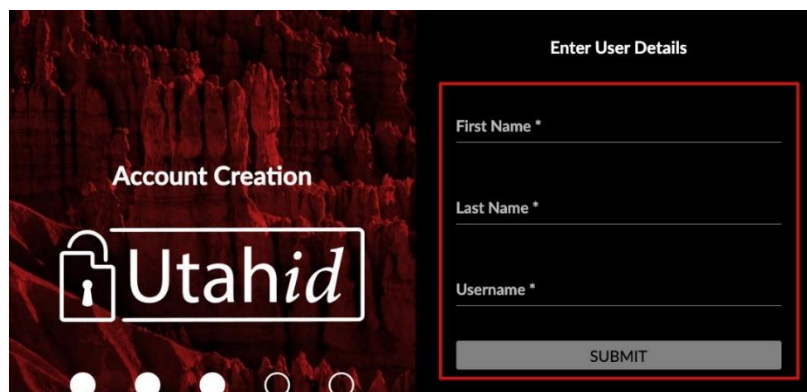 Account Creation
Utahid
Enter User Details
First Name *
Last Name *
Username *
SUBMIT